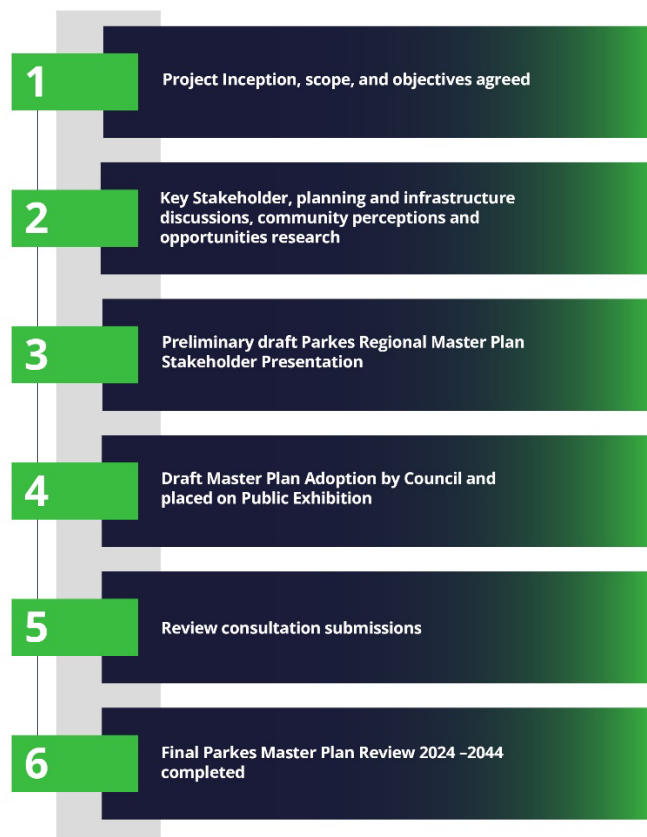 1
Project Inception, scope, and objectives agreed
2
Key Stakeholder, planning and infrastructure
discussions, community perceptions and
opportunities research
3
Preliminary draft Parkes Regional Master Plan
Stakeholder Presentation
4
Draft Master Plan Adoption by Council and
placed on Public Exhibition
5
Review consultation submissions
6
Final Parkes Master Plan Review 2024 –2044
completed